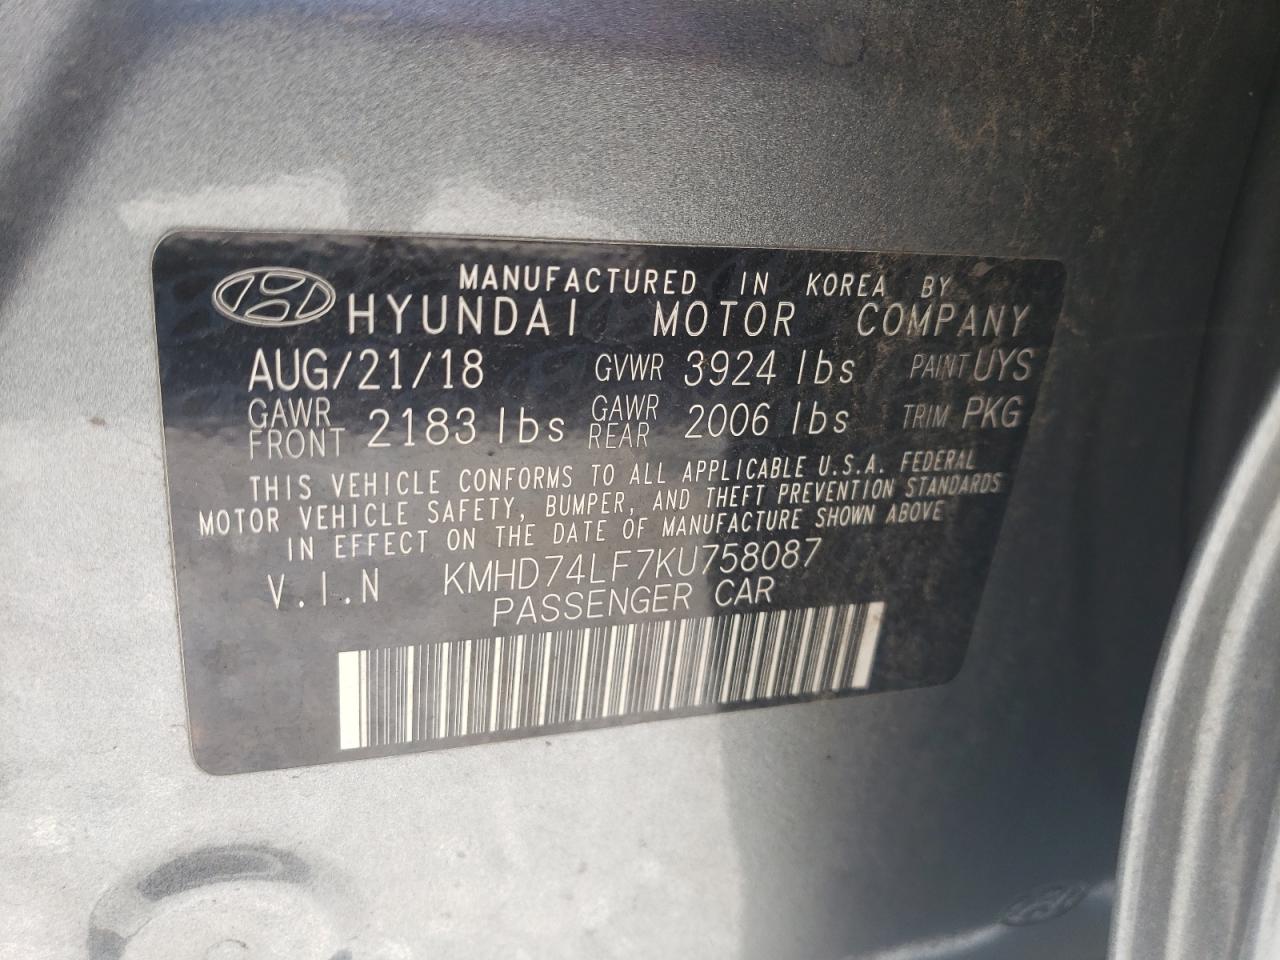 MANUFACTURED IN KOREA BY
HYUNDAI MOTOR COMPANY
AUG/21/18 GVWR 3924 lbs PAINT UYS
GAWR FRONT 2183 lbs GAWR REAR 2006 lbs TRIM PKG
THIS VEHICLE CONFORMS TO ALL APPLICABLE U.S.A. FEDERAL
MOTOR VEHICLE SAFETY, BUMPER, AND THEFT PREVENTION STANDARDS
IN EFFECT ON THE DATE OF MANUFACTURE SHOWN ABOVE
V.I.N KMHD74LF7KU758087
PASSENGER CAR